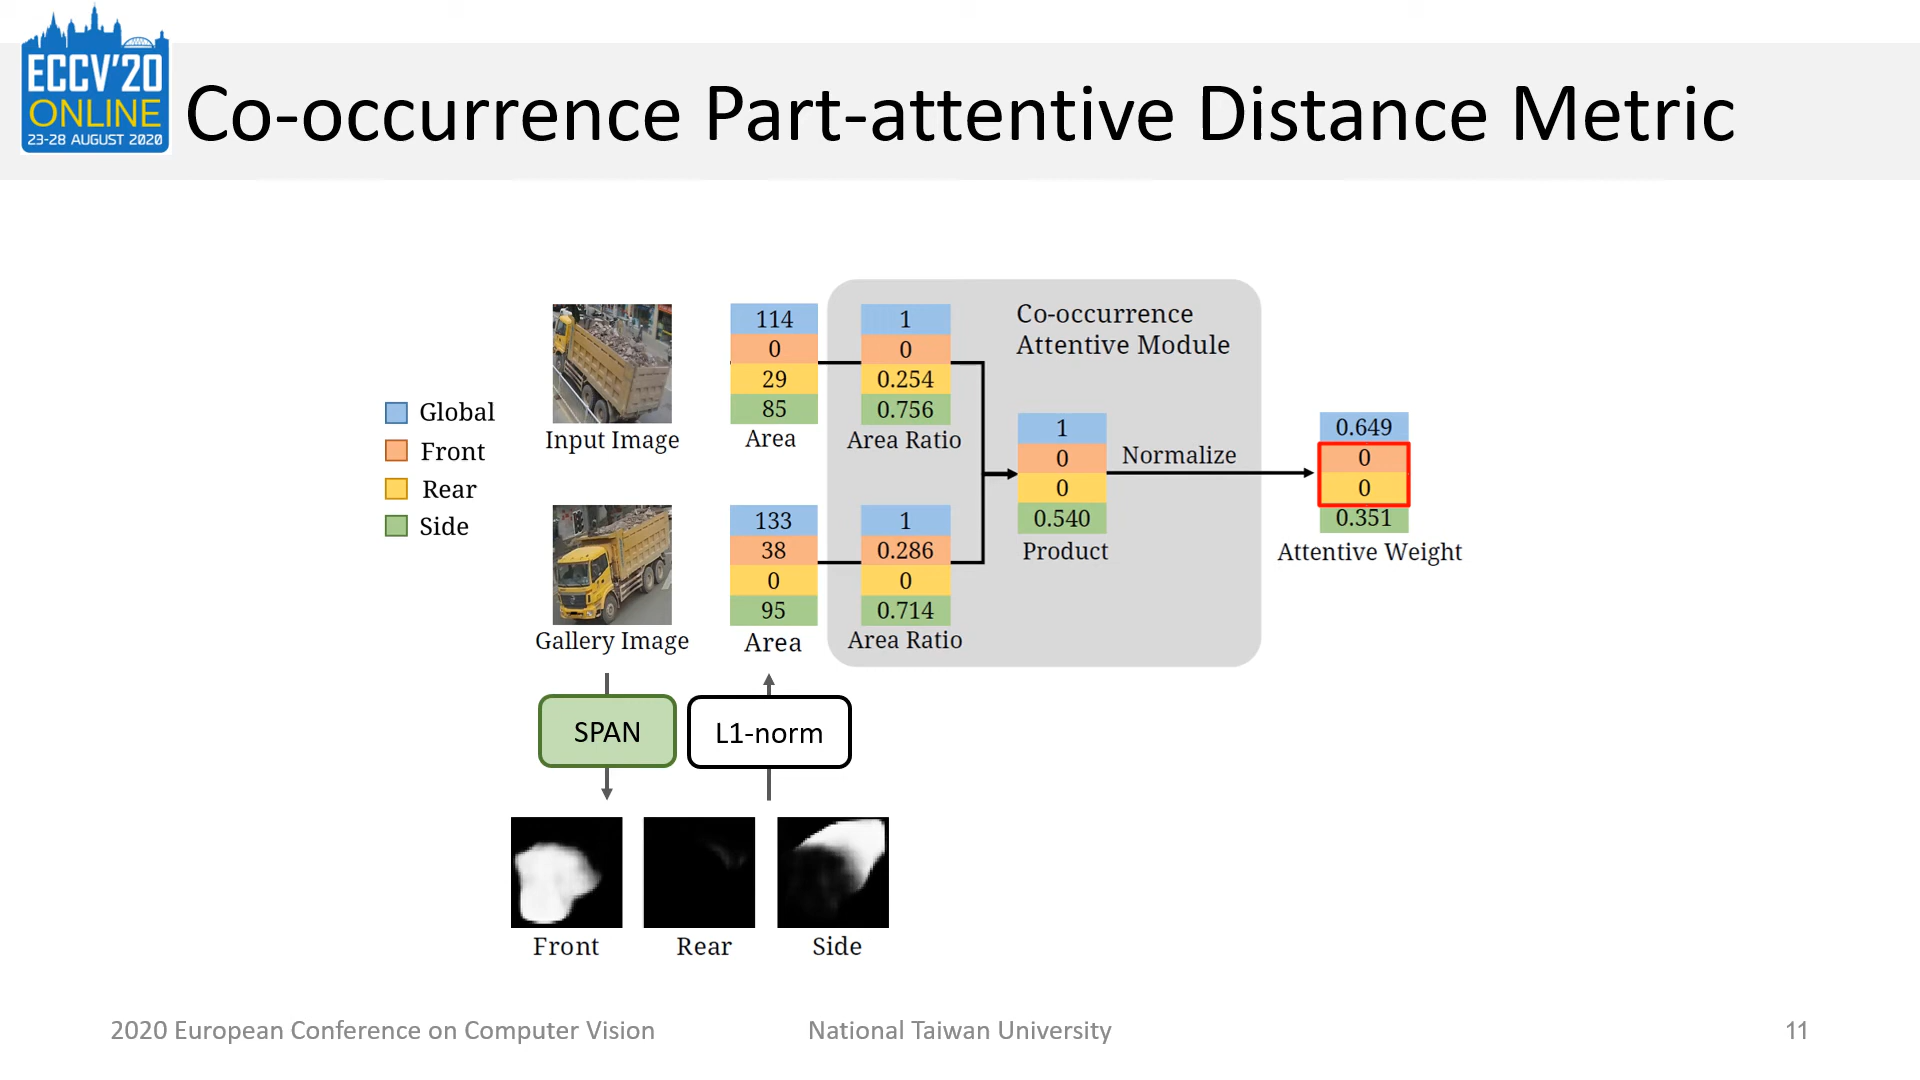 ECCV'20
ONLINE
23-28 AUGUST 2020
Co-occurrence Part-attentive Distance Metric
Global
Front
Rear
Side
Input Image
114
0
29
85
Area
1
0
0.254
0.756
Area Ratio
Gallery Image
133
38
0
95
Area
1
0.286
0
0.714
Area Ratio
Co-occurrence
Attentive Module
1
0
0
0.540
Product
Normalize
0.649
0
0
0.351
Attentive Weight
SPAN
L1-norm
Front
Rear
Side
2020 European Conference on Computer Vision
National Taiwan University
11